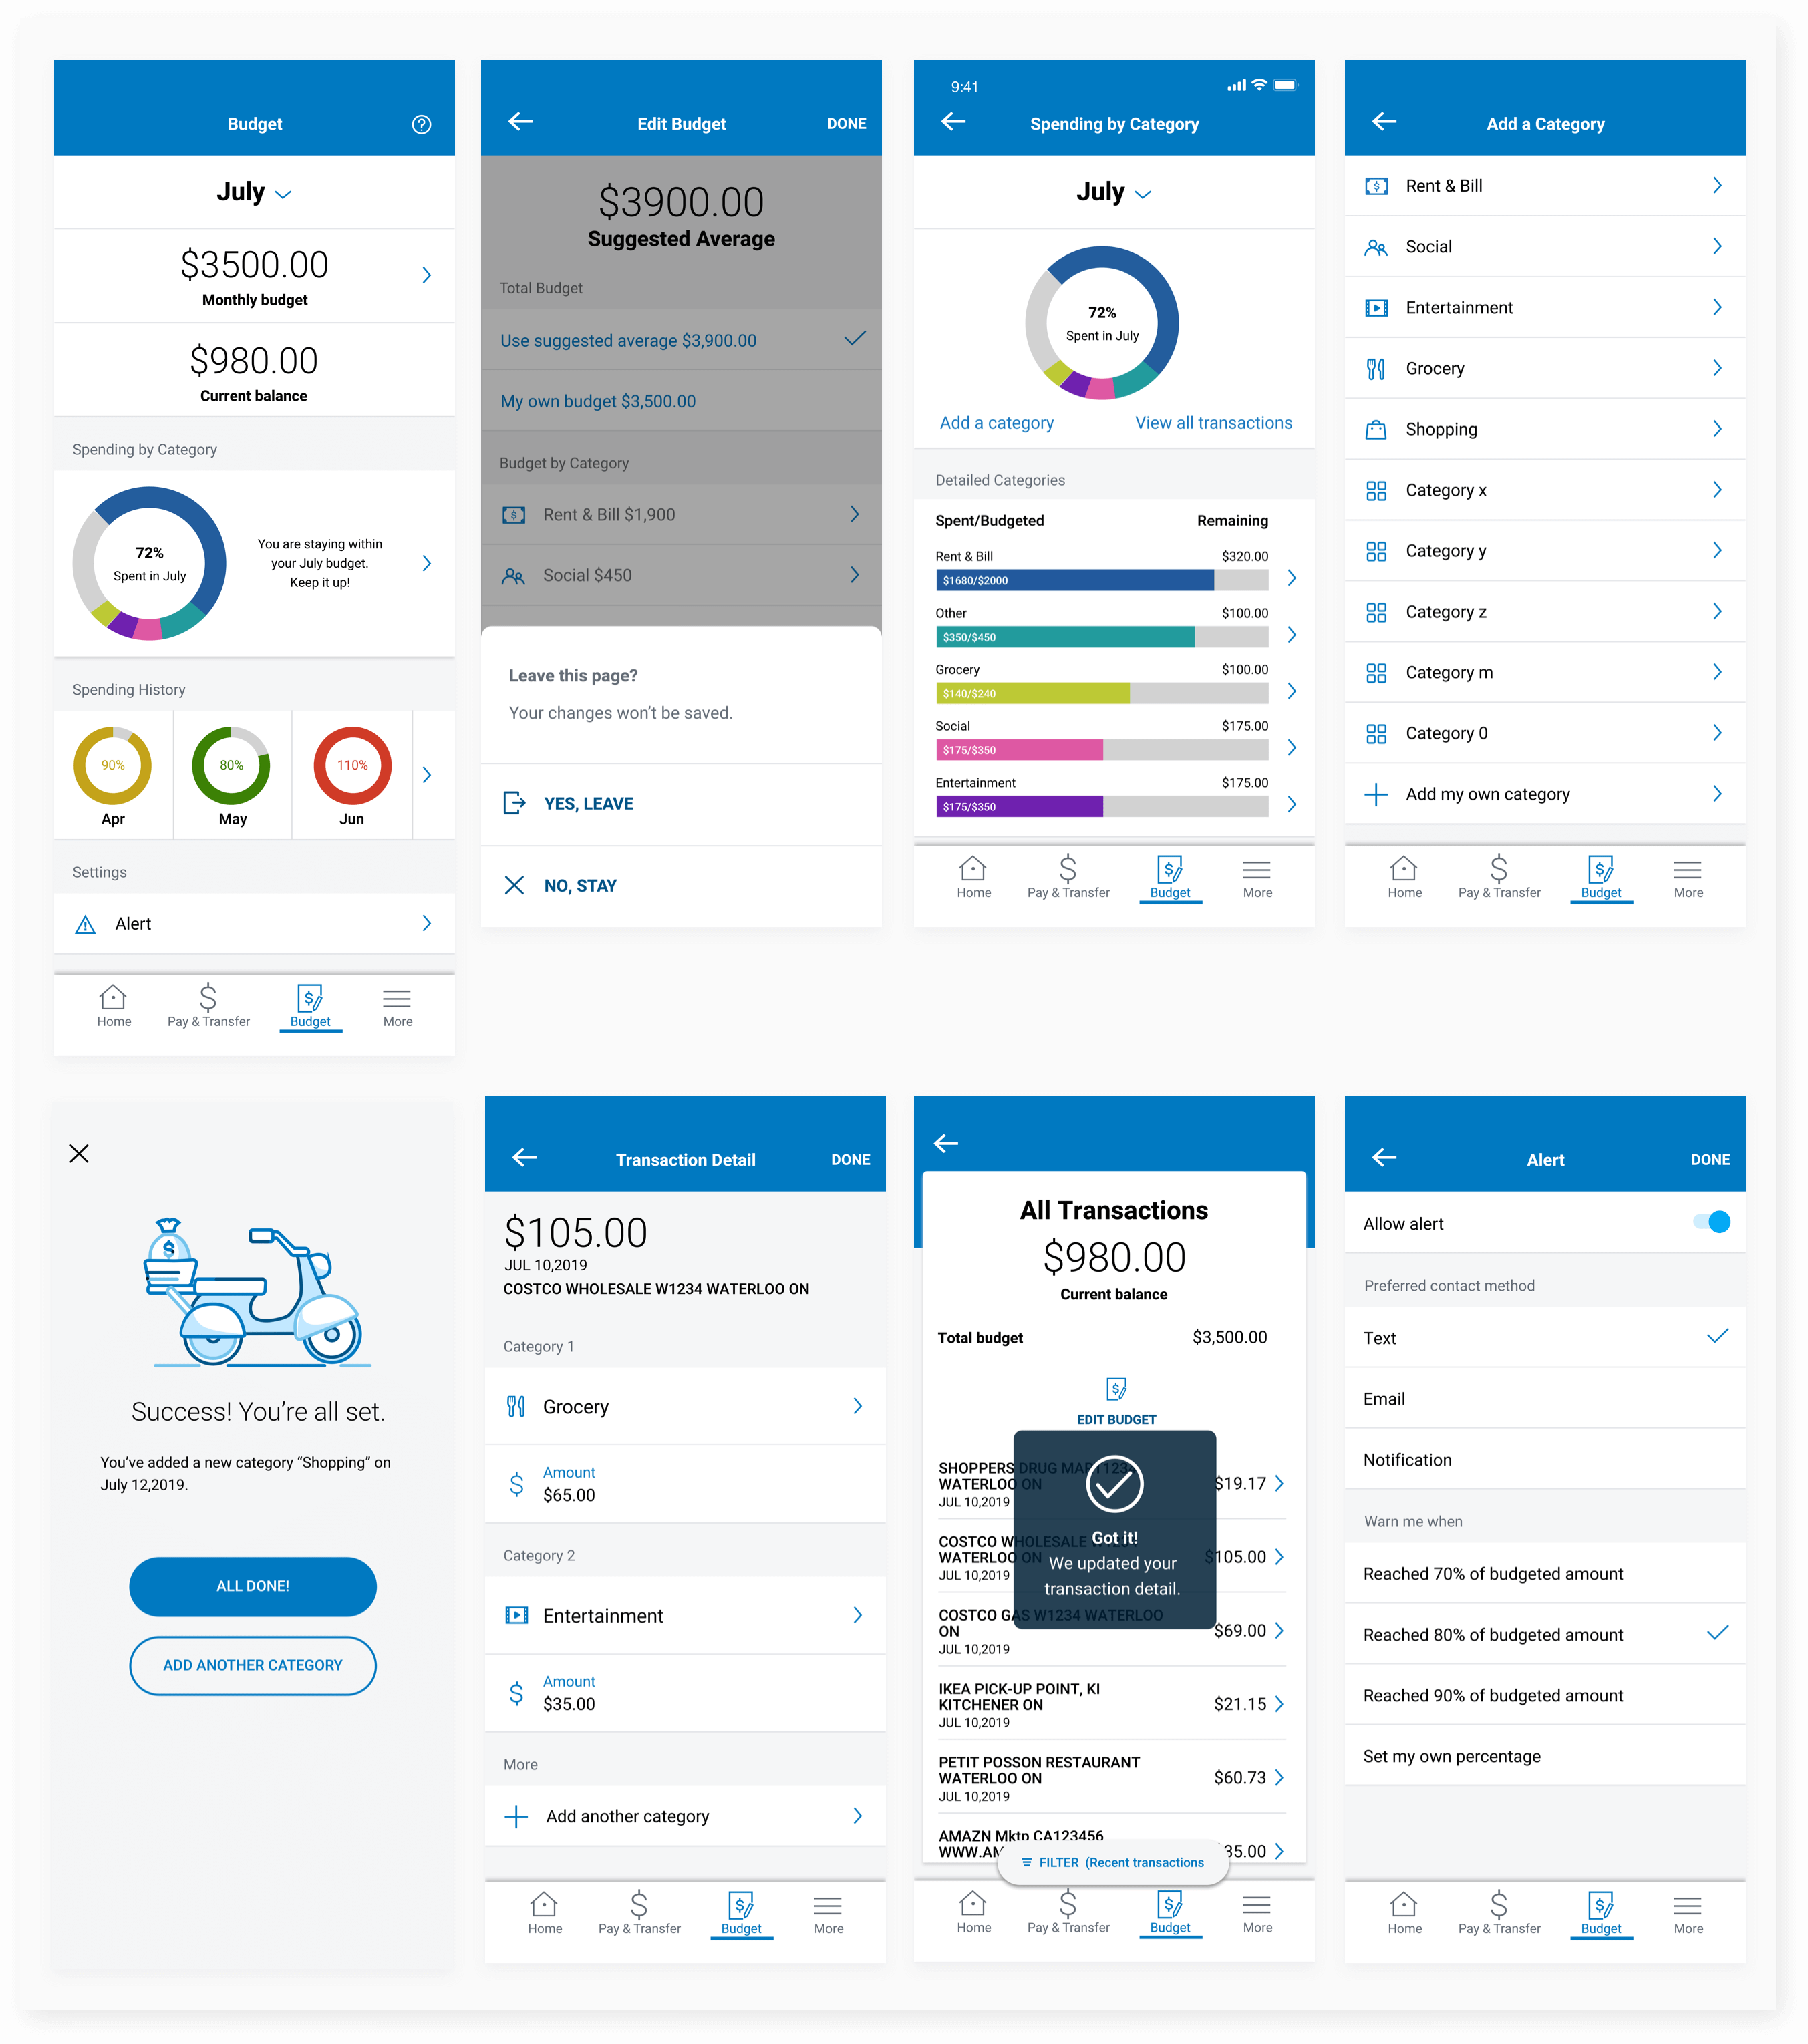 Budget
July
$3500.00
Monthly budget
$980.00
Current balance
Spending by Category
72%
Spent in July
You are staying within
your July budget.
Keep it up!
Spending History
90%
80%
110%
Apr
May
Jun
Settings
Alert
Home
Pay & Transfer
Budget
More
Edit Budget
DONE
$3900.00
Suggested Average
Total Budget
Use suggested average $3,900.00
My own budget $3,500.00
Budget by Category
Rent & Bill $1,900
Social $450
Leave this page?
Your changes won't be saved.
YES, LEAVE
NO, STAY
9:41
Spending by Category
July
72%
Spent in July
Add a category
View all transactions
Detailed Categories
Spent/Budgeted
Remaining
Rent & Bill
$320.00
$1680/$2000
Other
$100.00
$350/$450
Grocery
$100.00
$140/$240
Social
$175.00
$175/$350
Entertainment
$175.00
$175/$350
Home
Pay & Transfer
Budget
More
Add a Category
Rent & Bill
Social
Entertainment
Grocery
Shopping
Category x
Category y
Category z
Category m
Category 0
Add my own category
Home
Pay & Transfer
Budget
More
Success! You're all set.
You've added a new category “Shopping” on
July 12,2019.
ALL DONE!
ADD ANOTHER CATEGORY
Transaction Detail
DONE
$105.00
JUL 10,2019
COSTCO WHOLESALE W1234 WATERLOO ON
Category 1
Grocery
Amount
$65.00
Category 2
Entertainment
Amount
$35.00
More
Add another category
Home
Pay & Transfer
Budget
More
All Transactions
$980.00
Current balance
Total budget
$3,500.00
EDIT BUDGET
SHOPPERS DRUG MART1234
WATERLOO ON
JUL 10,2019
$19.17
COSTCO WHOLESALE W1234
WATERLOO ON
JUL 10,2019
$105.00
COSTCO GAS W1234 WATERLOO
ON
JUL 10,2019
$69.00
Got it!
We updated your
transaction detail.
IKEA PICK-UP POINT, KI
KITCHENER ON
JUL 10,2019
$21.15
PETIT POSSON RESTAURANT
WATERLOO ON
JUL 10,2019
$60.73
AMAZN Mktp CA123456
WWW.AM
35.00
FILTER (Recent transactions
Home
Pay & Transfer
Budget
More
Alert
DONE
Allow alert
Preferred contact method
Text
Email
Notification
Warn me when
Reached 70% of budgeted amount
Reached 80% of budgeted amount
Reached 90% of budgeted amount
Set my own percentage
Home
Pay & Transfer
Budget
More